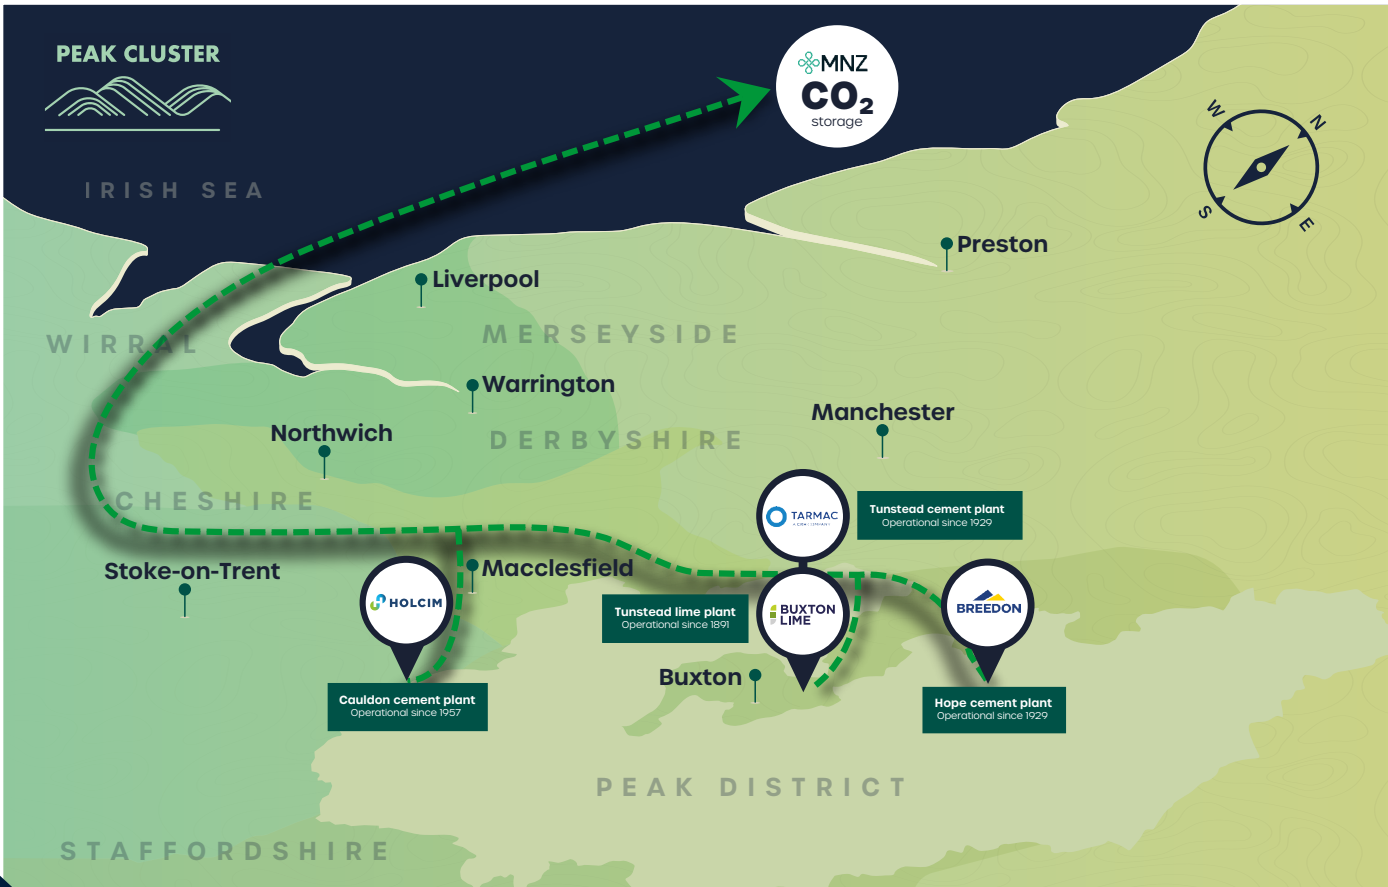 PEAK CLUSTER
MNZ
CO₂
storage
W
N
S
E
IRISH SEA
Preston
Liverpool
MERSEYSIDE
WIRRAL
Warrington
Manchester
Northwich
DERBYSHIRE
CHESHIRE
TARMAC
Tunstead cement plant
Operational since 1929
Stoke-on-Trent
Macclesfield
HOLCIM
BREEDON
BUXTON
LIME
Tunstead lime plant
Operational since 1891
Buxton
Cauldon cement plant
Operational since 1957
Hope cement plant
Operational since 1929
PEAK DISTRICT
STAFFORDSHIRE